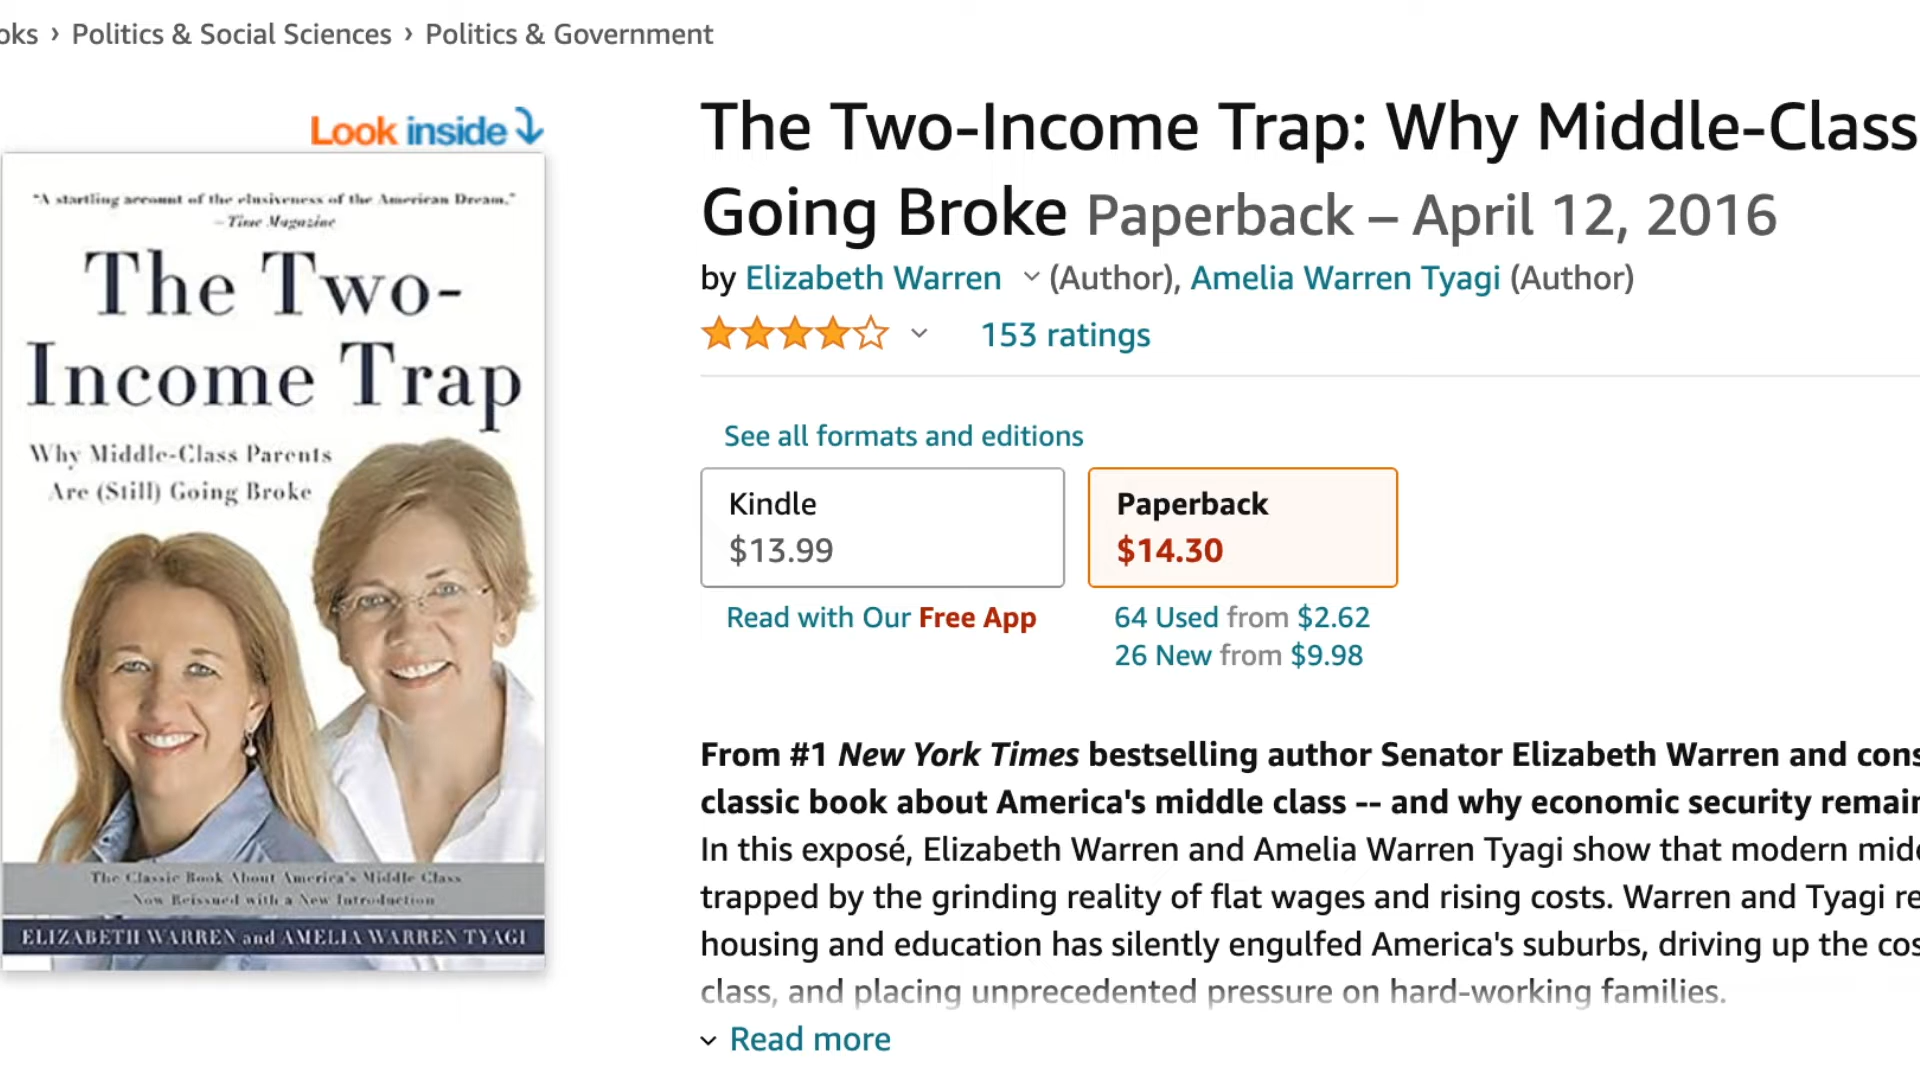 oks › Politics & Social Sciences › Politics & Government
Look inside
"A startling account of the elusiveness of the American Dream."
– Time Magazine
The Two-
Income Trap
Why Middle-Class Parents
Are (Still) Going Broke
The Classic Book About America's Middle Class
Now Reissued with a New Introduction
ELIZABETH WARREN and AMELIA WARREN TYAGI
The Two-Income Trap: Why Middle-Class
Going Broke Paperback – April 12, 2016
by Elizabeth Warren (Author), Amelia Warren Tyagi (Author)
153 ratings
See all formats and editions
Kindle
$13.99
Read with Our Free App
Paperback
$14.30
64 Used from $2.62
26 New from $9.98
From #1 New York Times bestselling author Senator Elizabeth Warren and cons
classic book about America's middle class -- and why economic security remain
In this exposé, Elizabeth Warren and Amelia Warren Tyagi show that modern midd
trapped by the grinding reality of flat wages and rising costs. Warren and Tyagi re
housing and education has silently engulfed America's suburbs, driving up the cos
class, and placing unprecedented pressure on hard-working families.
Read more